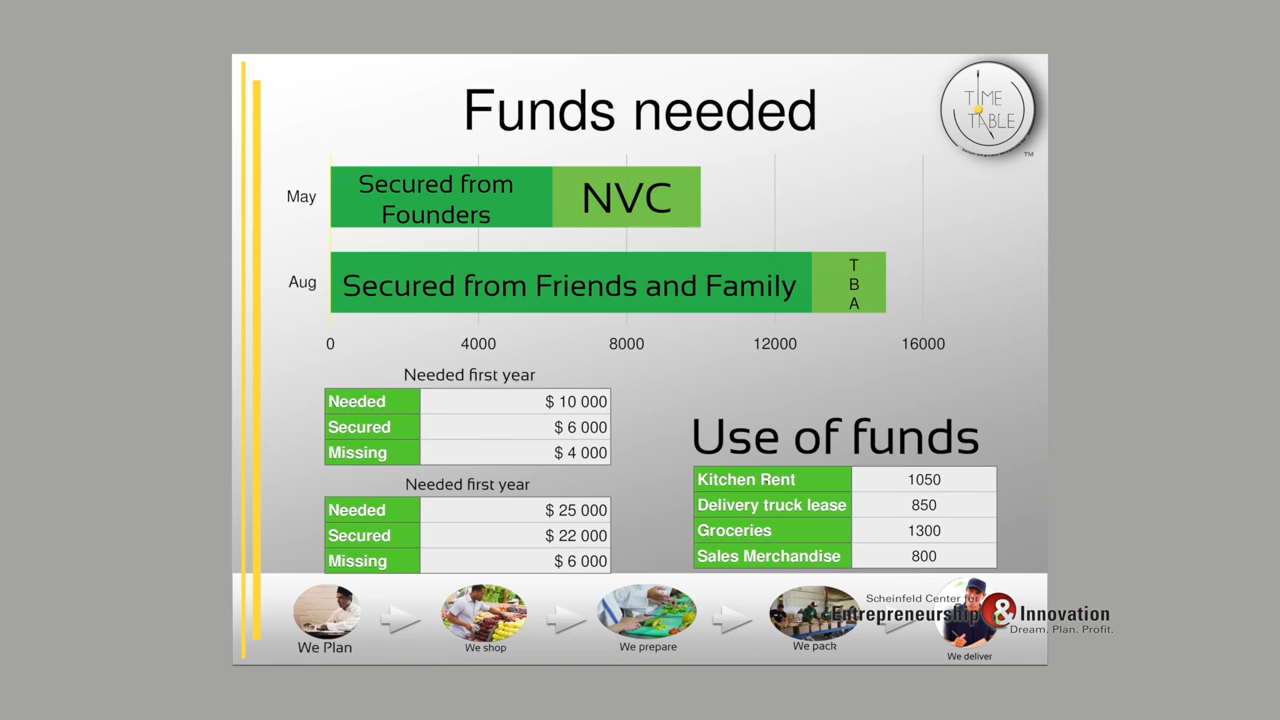 Funds needed
TIME
TABLE
™
May
Secured from
Founders
NVC
Aug
Secured from Friends and Family
T
B
A
0 4000 8000 12000 16000
Needed first year
Needed $ 10 000
Secured $ 6 000
Missing $ 4 000
Needed first year
Needed $ 25 000
Secured $ 22 000
Missing $ 6 000
Use of funds
Kitchen Rent 1050
Delivery truck lease 850
Groceries 1300
Sales Merchandise 800
We Plan
We shop
We prepare
We pack
We deliver
Scheinfeld Center for
Entrepreneurship & Innovation
Dream. Plan. Profit.